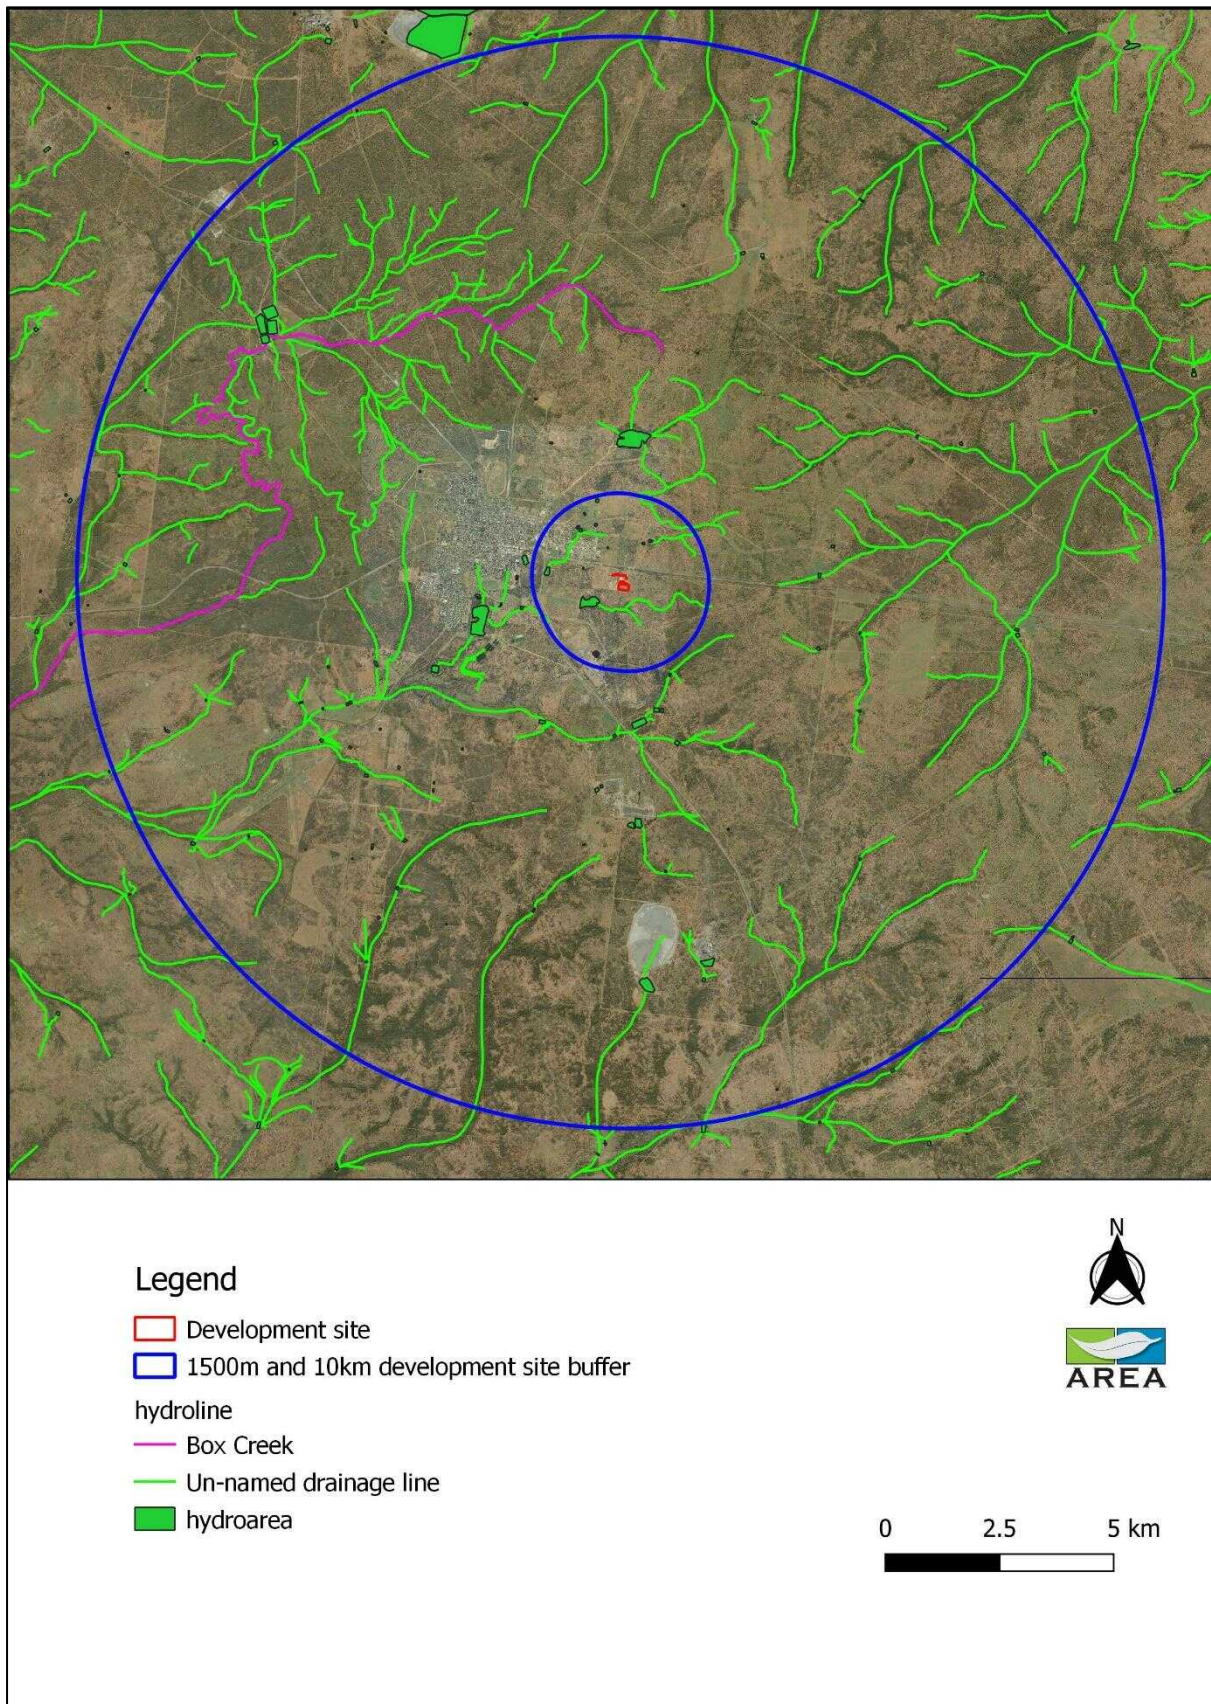 Legend
Development site
1500m and 10km development site buffer
hydroline
Box Creek
Un-named drainage line
hydroarea
N
AREA
0 2.5 5 km